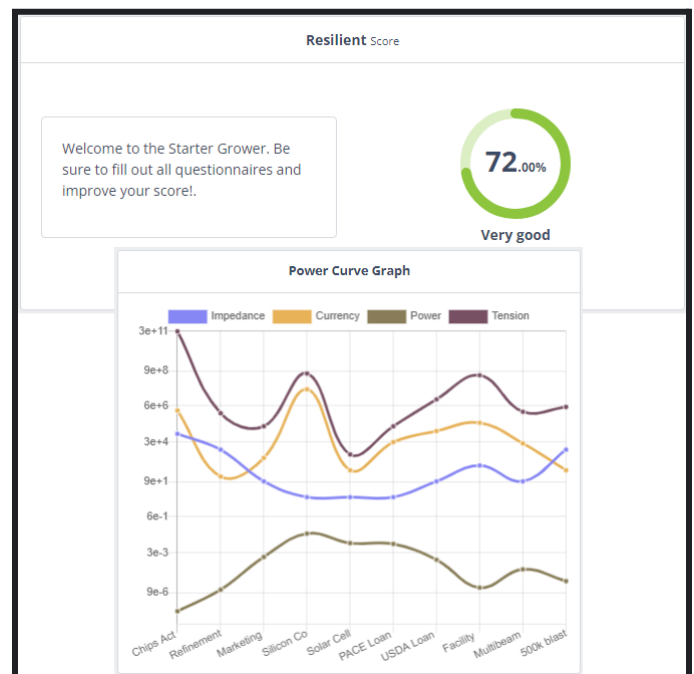 Resilient Score
Welcome to the Starter Grower. Be
sure to fill out all questionnaires and
improve your score!.
72.00%
Very good
Power Curve Graph
Impedance Currency Power Tension
3e+11
9e+8
6e+6
3e+4
9e+1
6e-1
3e-3
9e-6
Chips Act Refinement Marketing Silicon Co Solar Cell PACE Loan USDA Loan Facility Multibeam 500k blast